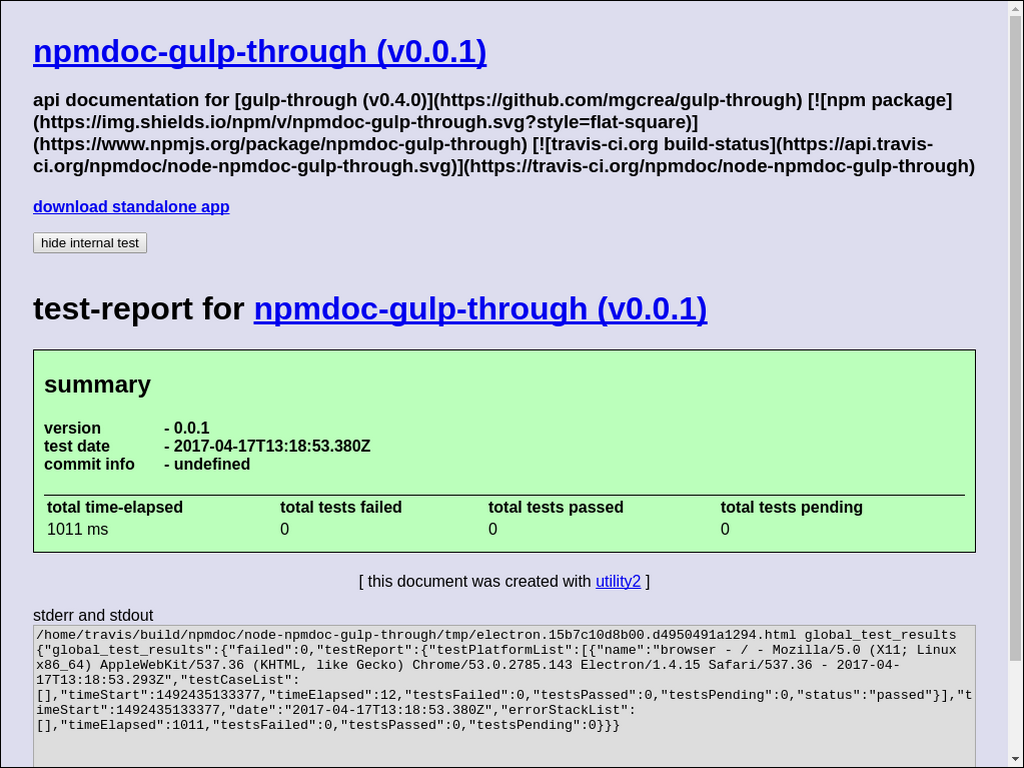 npmdoc-gulp-through (v0.0.1)
api documentation for [gulp-through (v0.4.0)](https://github.com/mgcrea/gulp-through) [![npm package]
(https://img.shields.io/npm/v/npmdoc-gulp-through.svg?style=flat-square)]
(https://www.npmjs.org/package/npmdoc-gulp-through) [![travis-ci.org build-status](https://api.travis-
ci.org/npmdoc/node-npmdoc-gulp-through.svg)](https://travis-ci.org/npmdoc/node-npmdoc-gulp-through)
download standalone app
hide internal test
test-report for npmdoc-gulp-through (v0.0.1)
summary
version - 0.0.1
test date - 2017-04-17T13:18:53.380Z
commit info - undefined
total time-elapsed total tests failed total tests passed total tests pending
1011 ms 0 0 0
[ this document was created with utility2 ]
stderr and stdout
/home/travis/build/npmdoc/node-npmdoc-gulp-through/tmp/electron.15b7c10d8b00.d4950491a1294.html global_test_results
{"global_test_results":{"failed":0,"testReport":{"testPlatformList":[{"name":"browser - / - Mozilla/5.0 (X11; Linux
x86_64) AppleWebKit/537.36 (KHTML, like Gecko) Chrome/53.0.2785.143 Electron/1.4.15 Safari/537.36 - 2017-04-
17T13:18:53.293Z","testCaseList":
[],"timeStart":1492435133377,"timeElapsed":12,"testsFailed":0,"testsPassed":0,"testsPending":0,"status":"passed"}],"t
imeStart":1492435133377,"date":"2017-04-17T13:18:53.380Z","errorStackList":
[],"timeElapsed":1011,"testsFailed":0,"testsPassed":0,"testsPending":0}}}